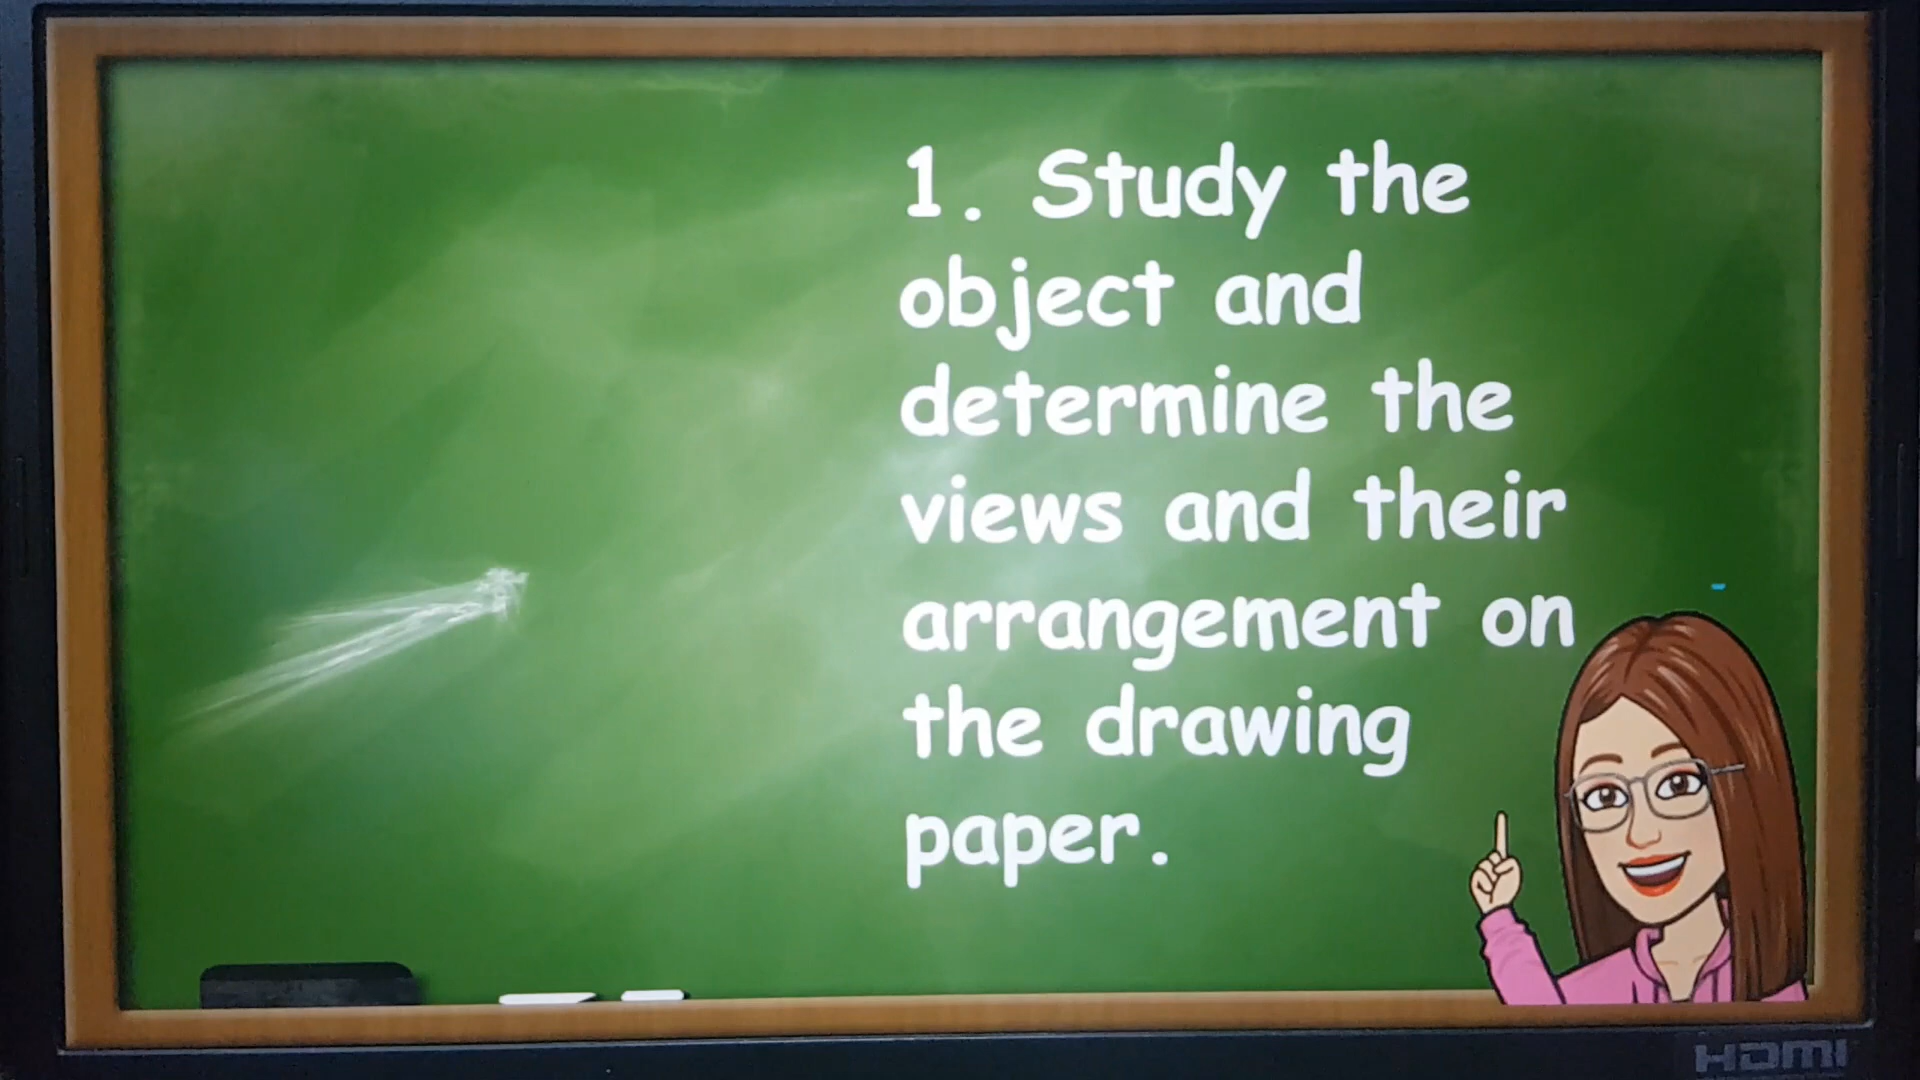 1. Study the
object and
determine the
views and their
arrangement on
the drawing
paper.
HDMI